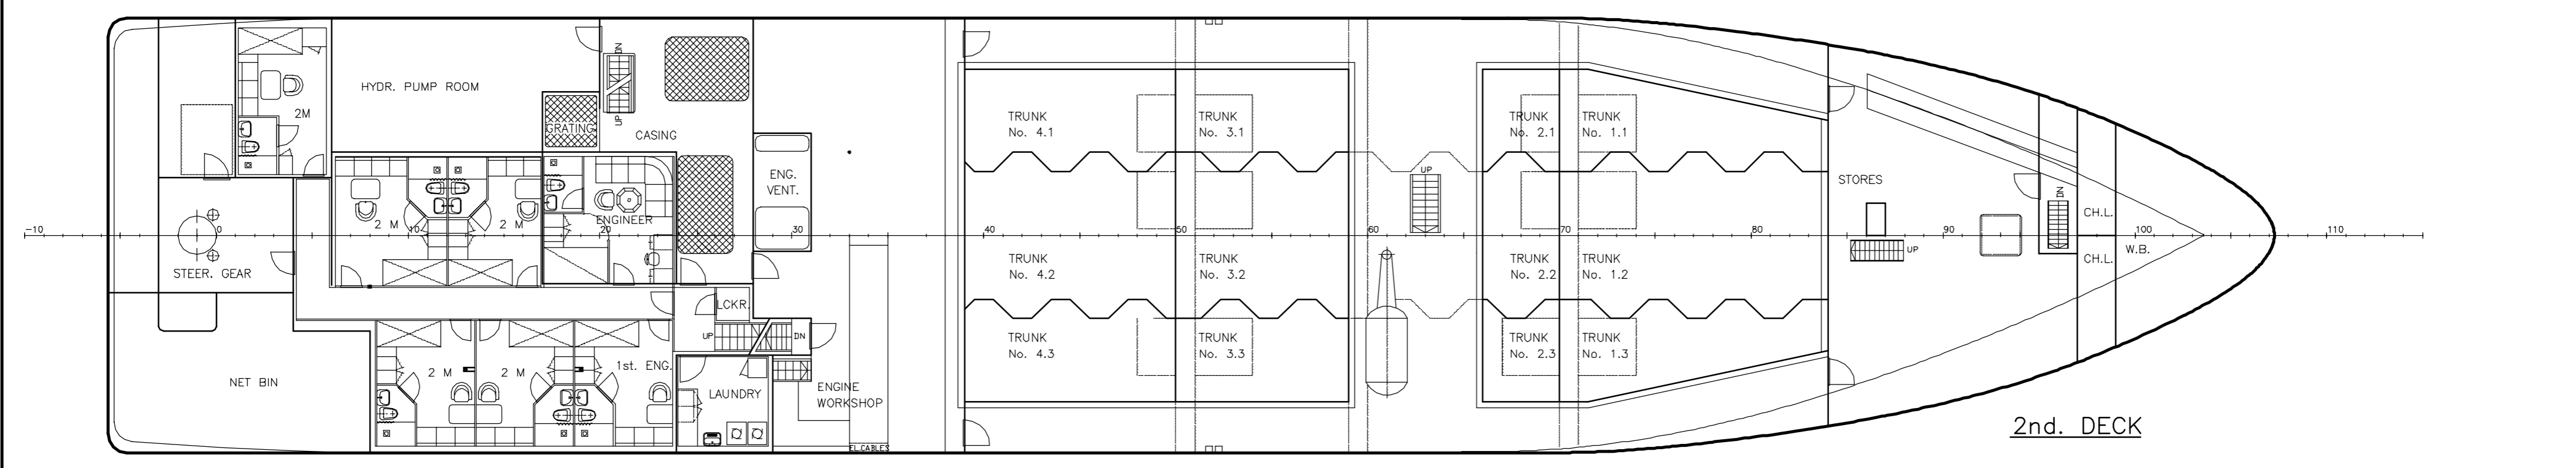 DN
HYDR. PUMP ROOM
2M
UP
GRATING
CASING
TRUNK
No. 4.1
TRUNK
No. 3.1
TRUNK
No. 2.1
TRUNK
No. 1.1
ENG.
VENT.
UP
STORES
DN
2 M
2 M
ENGINEER
CH.L.
-10
0
10
20
30
40
50
60
70
80
90
100
110
STEER. GEAR
UP
CH.L.
W.B.
TRUNK
No. 4.2
TRUNK
No. 3.2
TRUNK
No. 2.2
TRUNK
No. 1.2
LCKR.
UP
DN
TRUNK
No. 4.3
TRUNK
No. 3.3
TRUNK
No. 2.3
TRUNK
No. 1.3
NET BIN
2 M
2 M
1st. ENG.
LAUNDRY
ENGINE
WORKSHOP
EL.CABLES
2nd. DECK